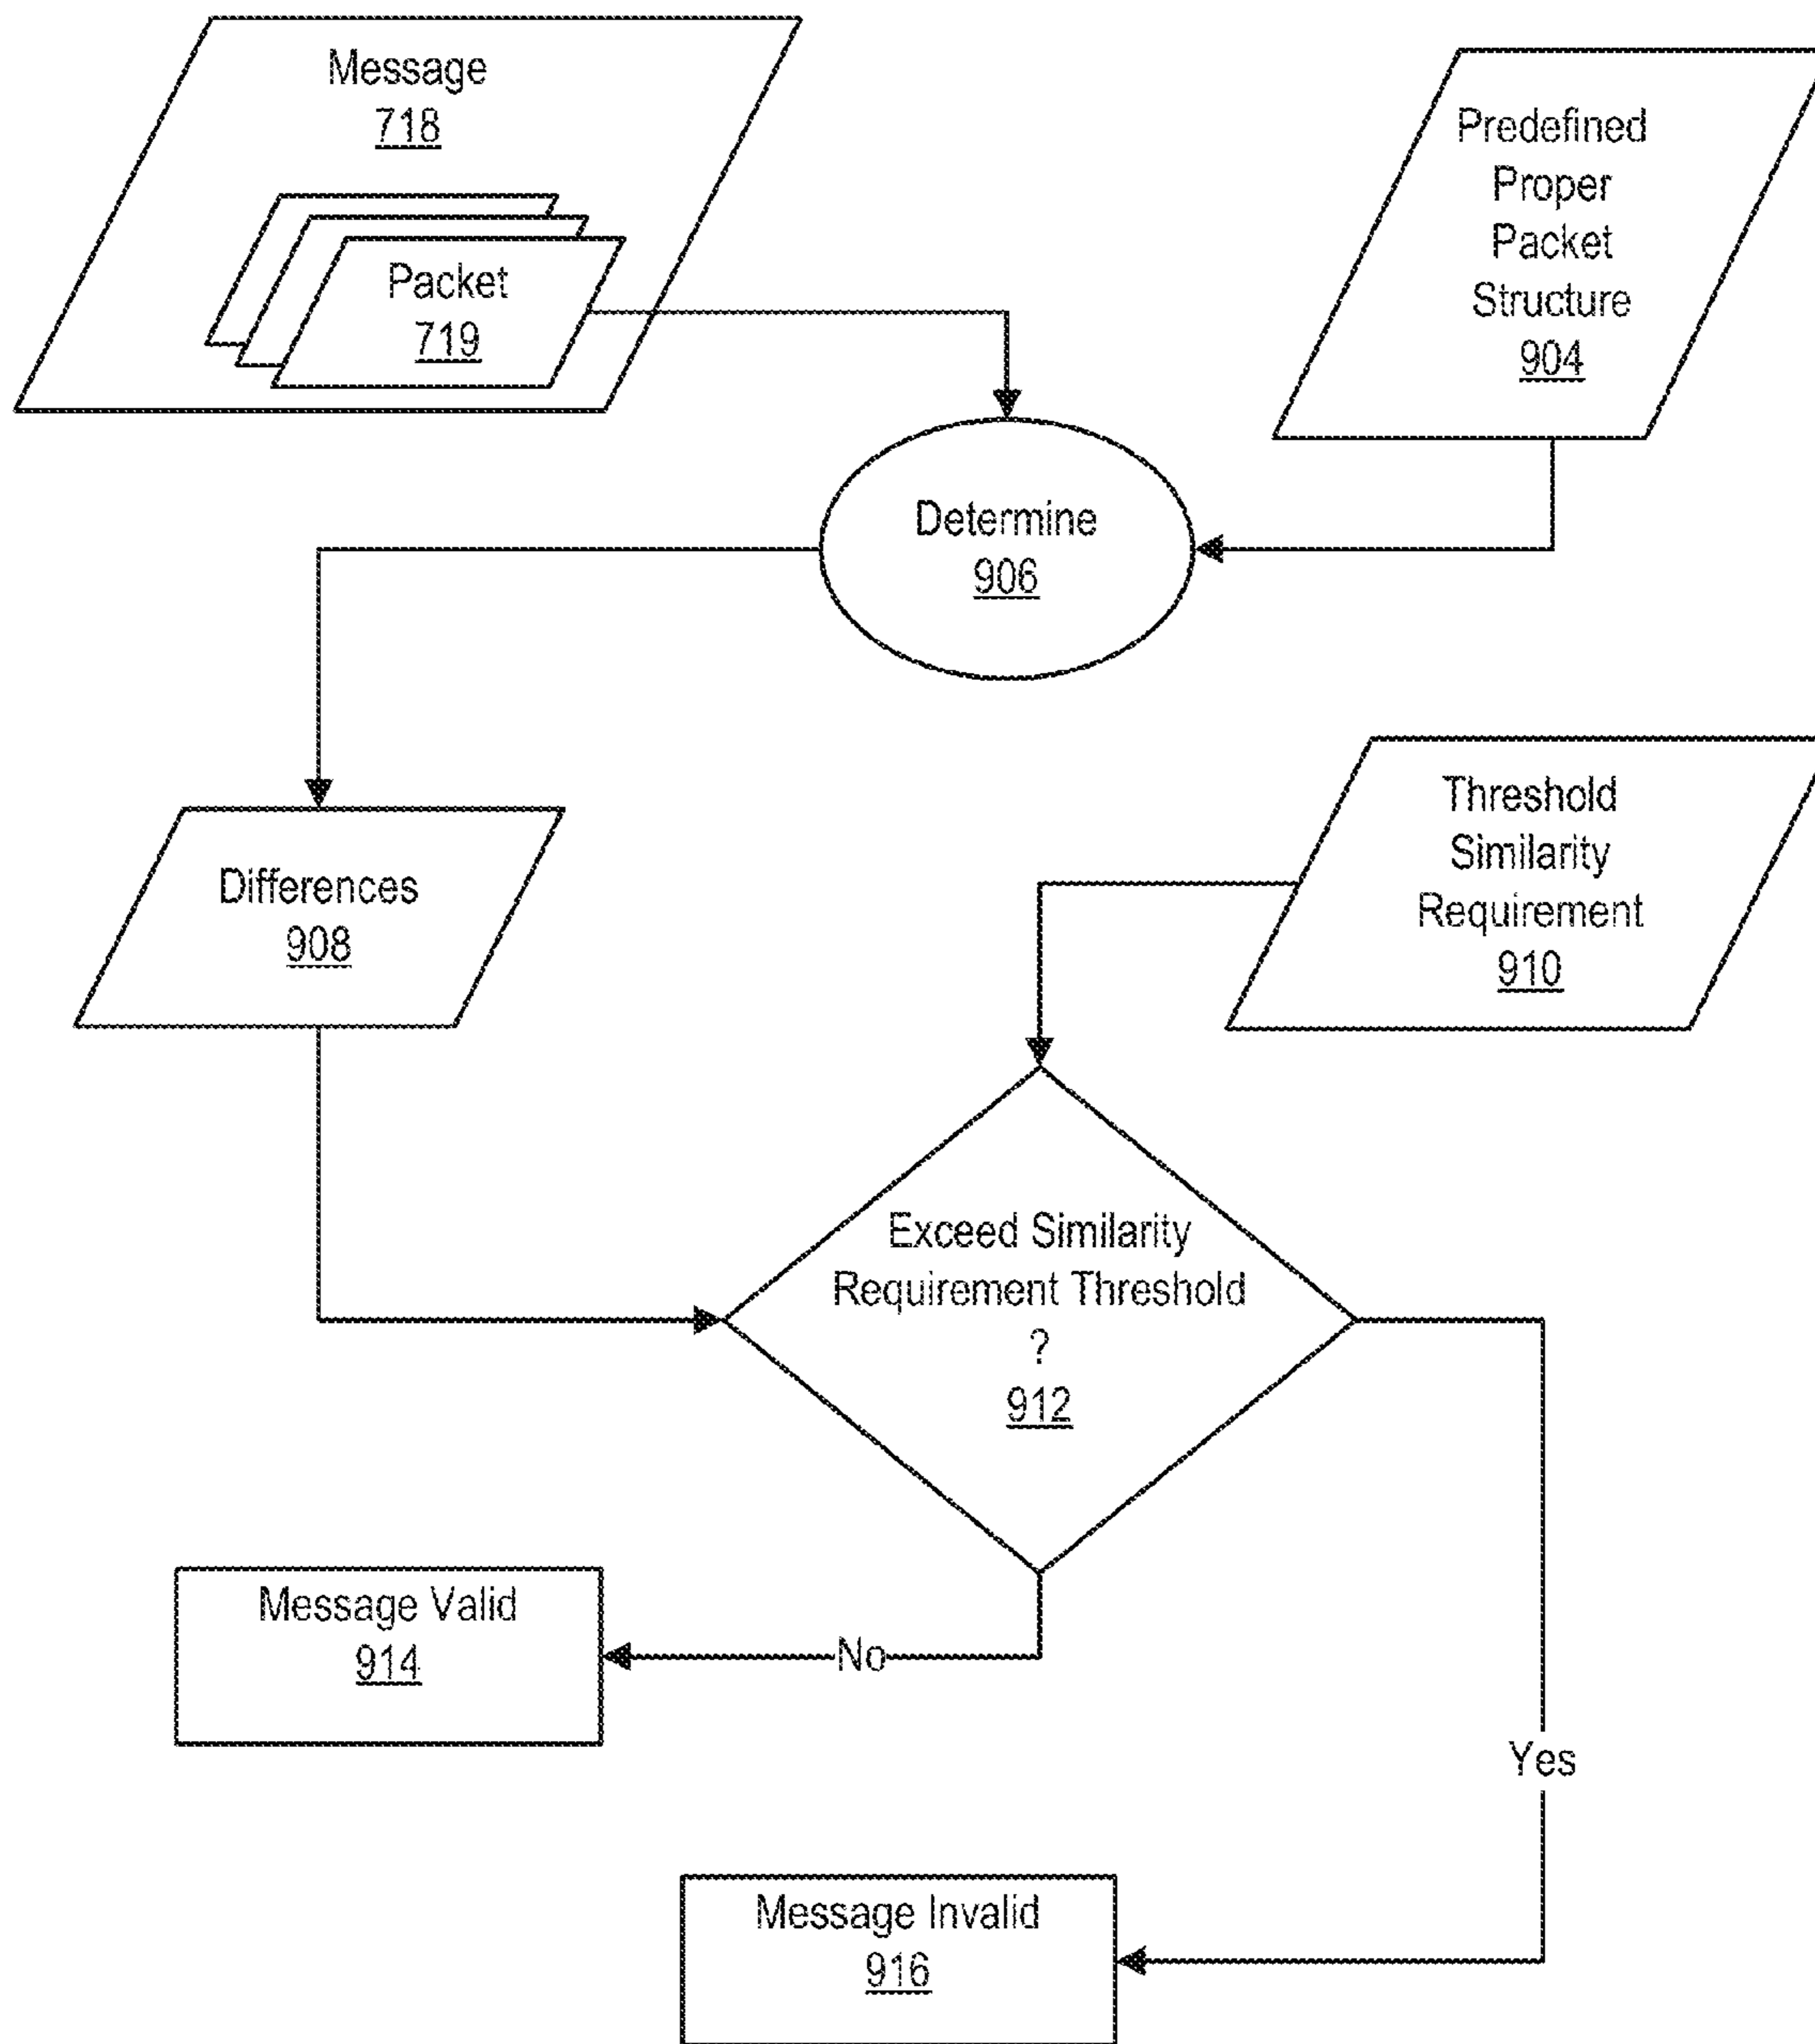 Message
718
Packet
719
Predefined
Proper
Packet
Structure
904
Determine
906
Differences
908
Threshold
Similarity
Requirement
910
Exceed Similarity
Requirement Threshold
?
912
Message Valid
914
No
Yes
Message Invalid
916